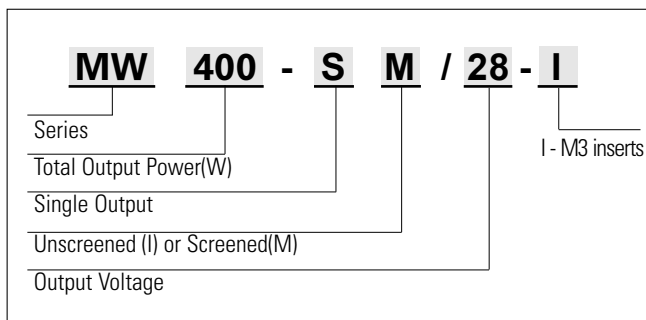 MW 400 - S M / 28 - I
Series
I - M3 inserts
Total Output Power(W)
Single Output
Unscreened (I) or Screened(M)
Output Voltage